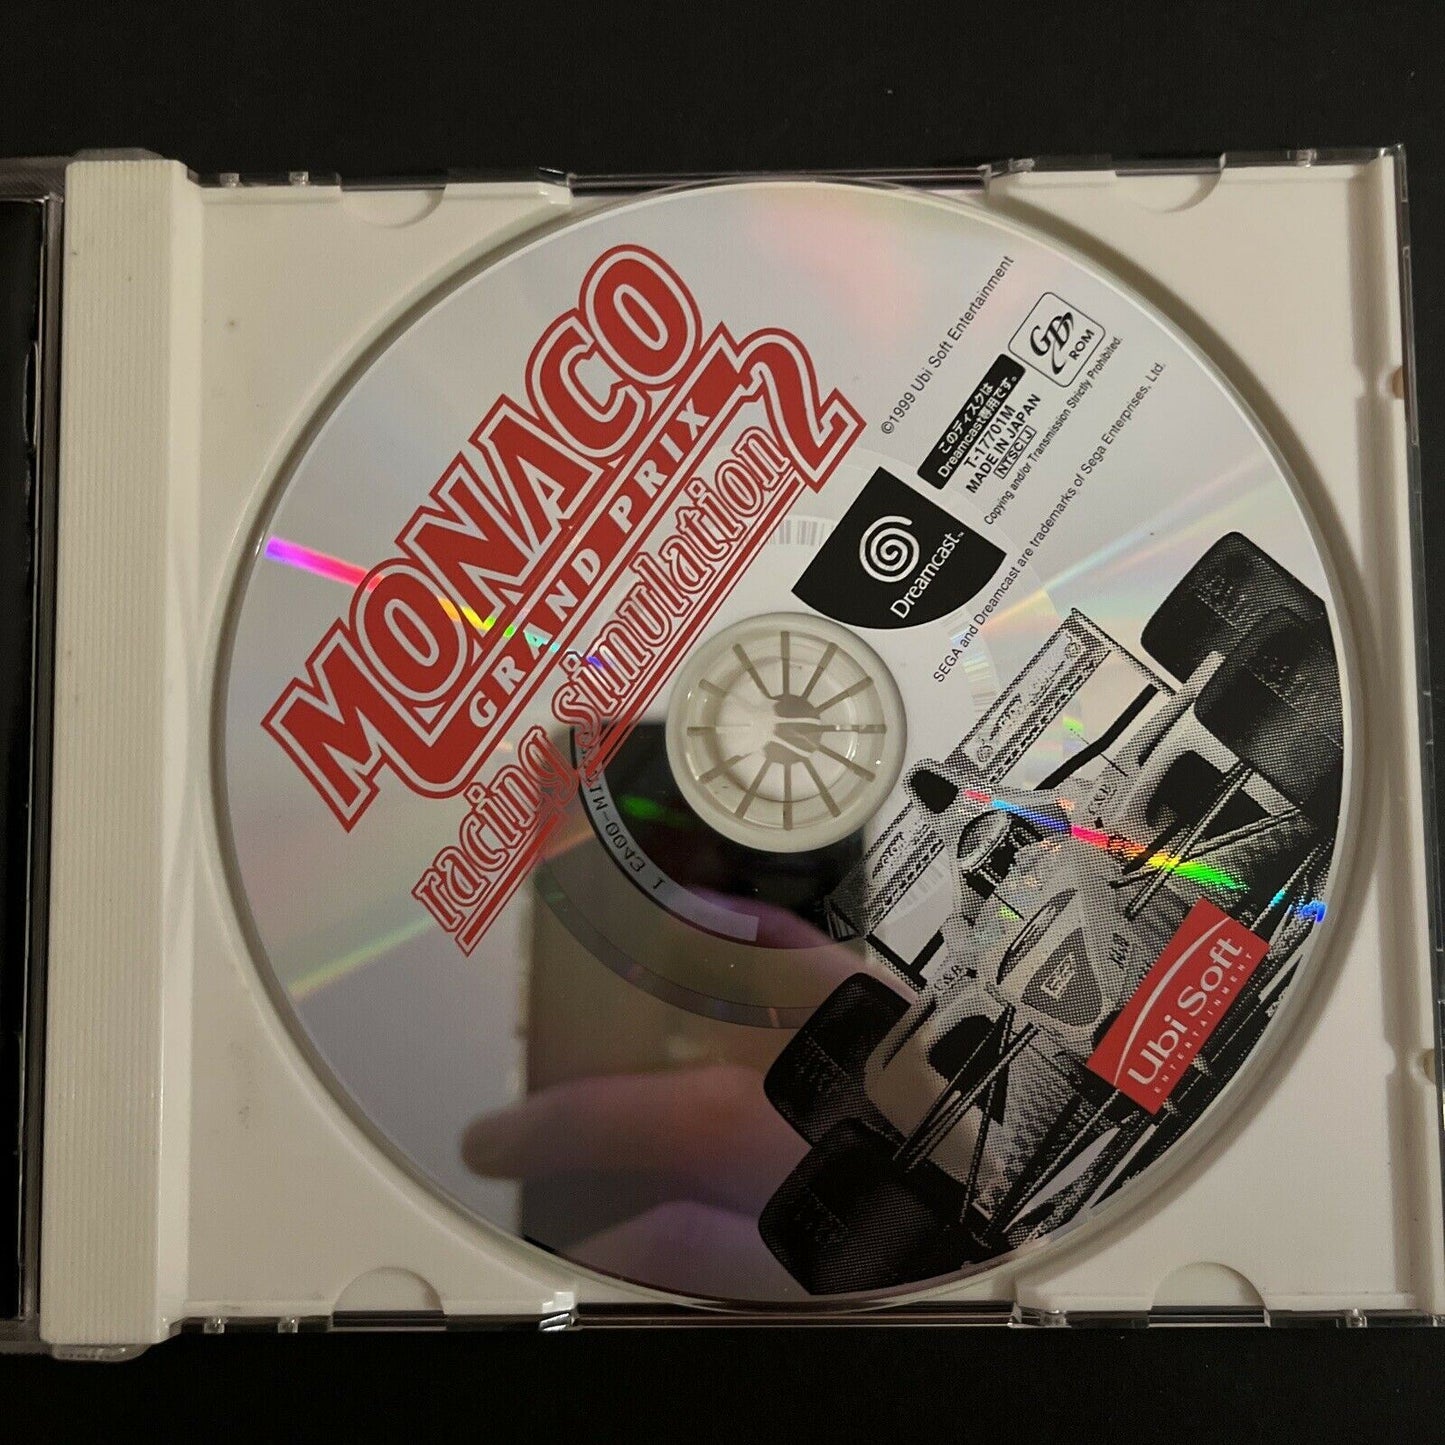 MONACO
GRAND PRIX
racing simulation 2
©1999 Ubi Soft Entertainment
このディスクは
Dreamcast専用です。
T-17701M
MADE IN JAPAN
NTSC J
GD
ROM
Copying and/or Transmission Strictly Prohibited.
SEGA and Dreamcast are trademarks of Sega Enterprises, Ltd.
Dreamcast™
Ubi Soft
ENTERTAINMENT